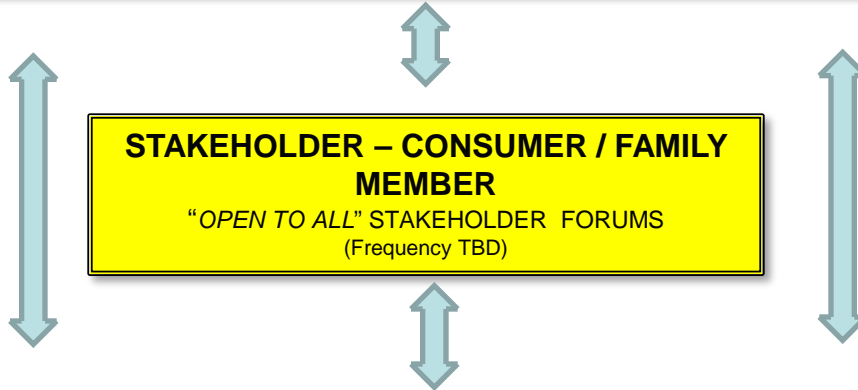 STAKEHOLDER – CONSUMER / FAMILY
MEMBER
“OPEN TO ALL” STAKEHOLDER FORUMS
(Frequency TBD)